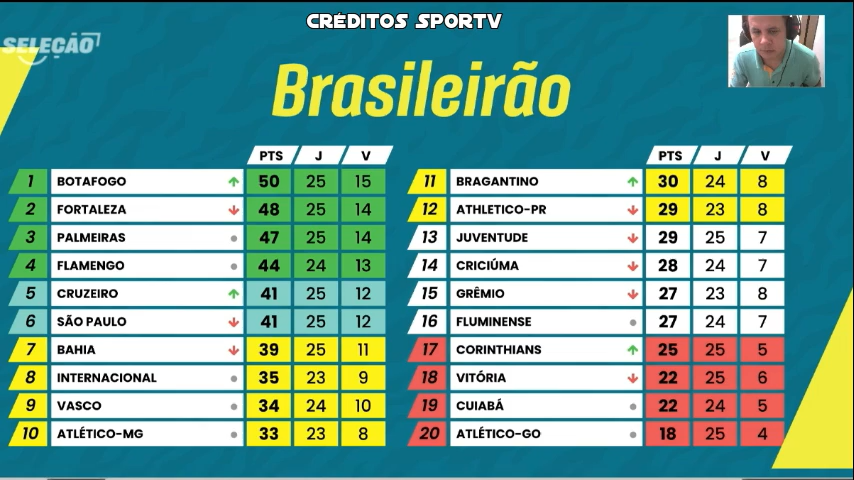 CRÉDITOS SPORTV
SELEÇÃO
Brasileirão
PTS J V
1 BOTAFOGO 50 25 15
2 FORTALEZA 48 25 14
3 PALMEIRAS 47 25 14
4 FLAMENGO 44 24 13
5 CRUZEIRO 41 25 12
6 SÃO PAULO 41 25 12
7 BAHIA 39 25 11
8 INTERNACIONAL 35 23 9
9 VASCO 34 24 10
10 ATLÉTICO-MG 33 23 8
PTS J V
11 BRAGANTINO 30 24 8
12 ATHLETICO-PR 29 23 8
13 JUVENTUDE 29 25 7
14 CRICIÚMA 28 24 7
15 GRÊMIO 27 23 8
16 FLUMINENSE 27 24 7
17 CORINTHIANS 25 25 5
18 VITÓRIA 22 25 6
19 CUIABÁ 22 24 5
20 ATLÉTICO-GO 18 25 4